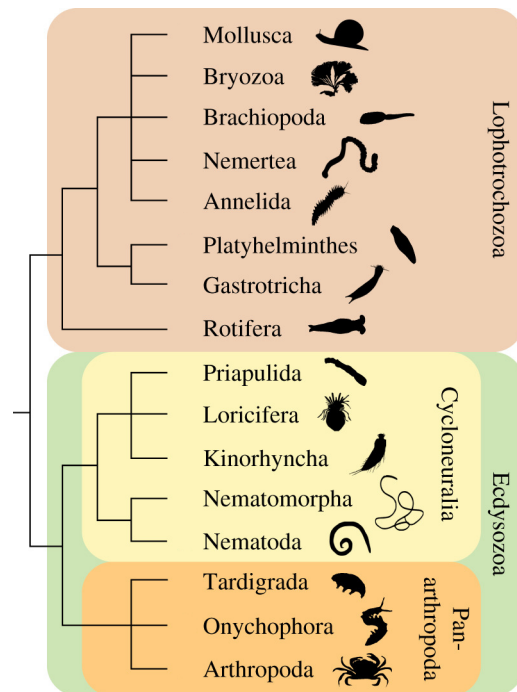 Mollusca
Bryozoa
Brachiopoda
Nemertea
Annelida
Platyhelminthes
Gastrotricha
Rotifera
Lophotrochozoa
Priapulida
Loricifera
Kinorhyncha
Nematomorpha
Nematoda
Cycloneuralia
Tardigrada
Onychophora
Arthropoda
Pan-
arthropoda
Ecdysozoa